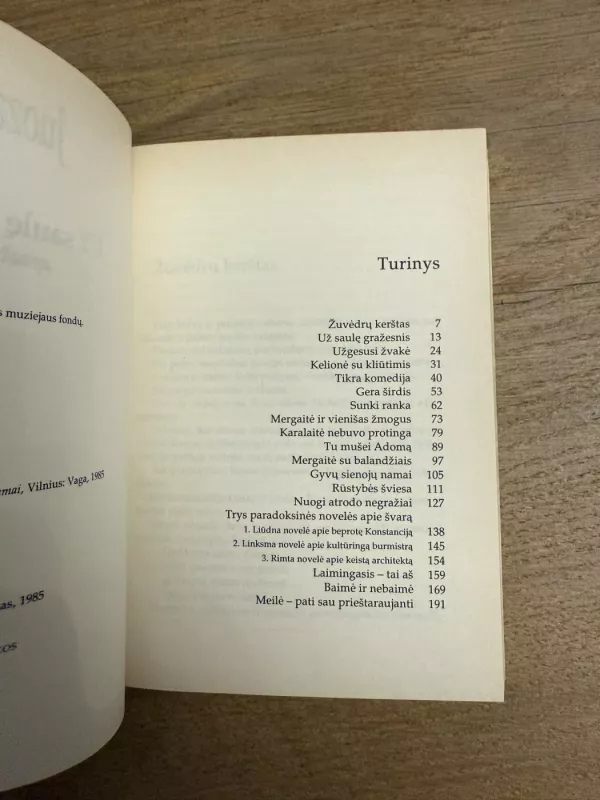 Juoza
Už saulę
s muziejaus fondų.
mai, Vilnius: Vaga, 1985
as, 1985
tos
Turinys
Žuvėdrų kerštas 7
Už saulę gražesnis 13
Užgesusi žvakė 24
Kelionė su kliūtimis 31
Tikra komedija 40
Gera širdis 53
Sunki ranka 62
Mergaitė ir vienišas žmogus 73
Karalaitė nebuvo protinga 79
Tu mušei Adomą 89
Mergaitė su balandžiais 97
Gyvų sienojų namai 105
Rūstybės šviesa 111
Nuogi atrodo negražiai 127
Trys paradoksinės novelės apie švarą
1. Liūdna novelė apie beprotę Konstanciją 138
2. Linksma novelė apie kultūringą burmistrą 145
3. Rimta novelė apie keistą architektą 154
Laimingasis – tai aš 159
Baimė ir nebaimė 169
Meilė – pati sau prieštaraujanti 191